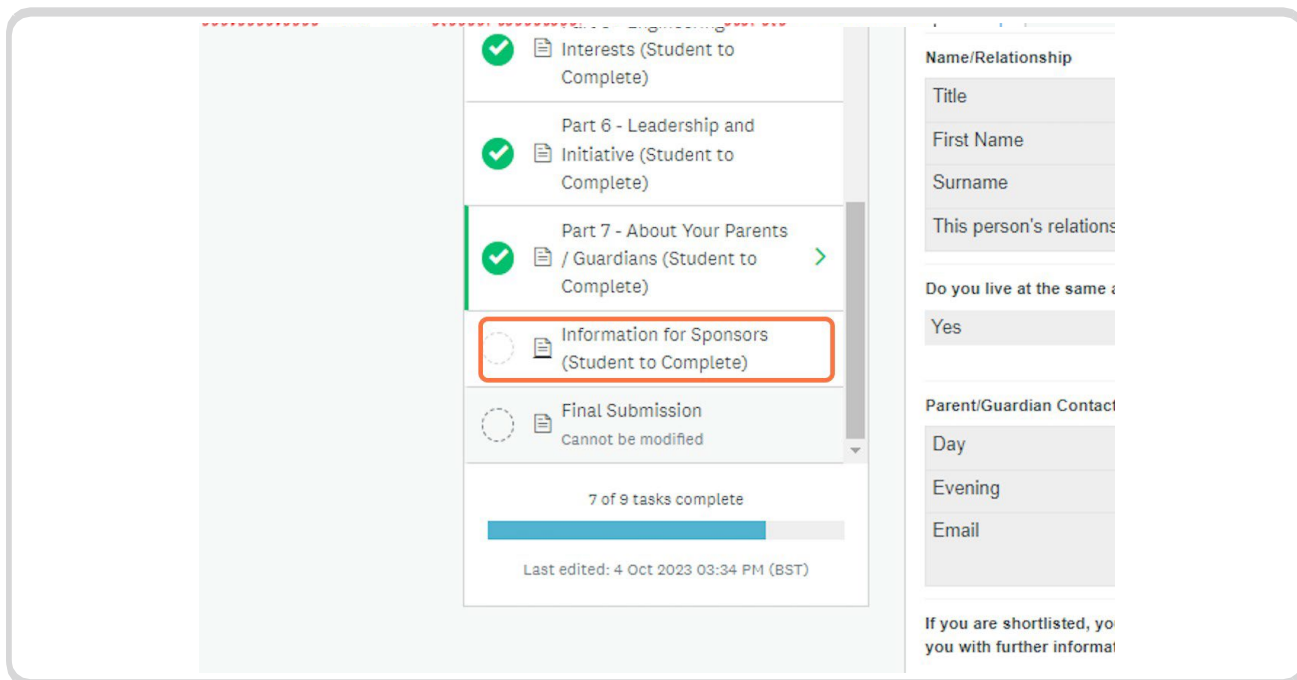 Interests (Student to
Complete)
Part 6 - Leadership and
Initiative (Student to
Complete)
Part 7 - About Your Parents
/ Guardians (Student to
Complete)
Information for Sponsors
(Student to Complete)
Final Submission
Cannot be modified
7 of 9 tasks complete
Last edited: 4 Oct 2023 03:34 PM (BST)
Name/Relationship
Title
First Name
Surname
This person's relations
Do you live at the same
Yes
Parent/Guardian Contact
Day
Evening
Email
If you are shortlisted, yo
you with further informat